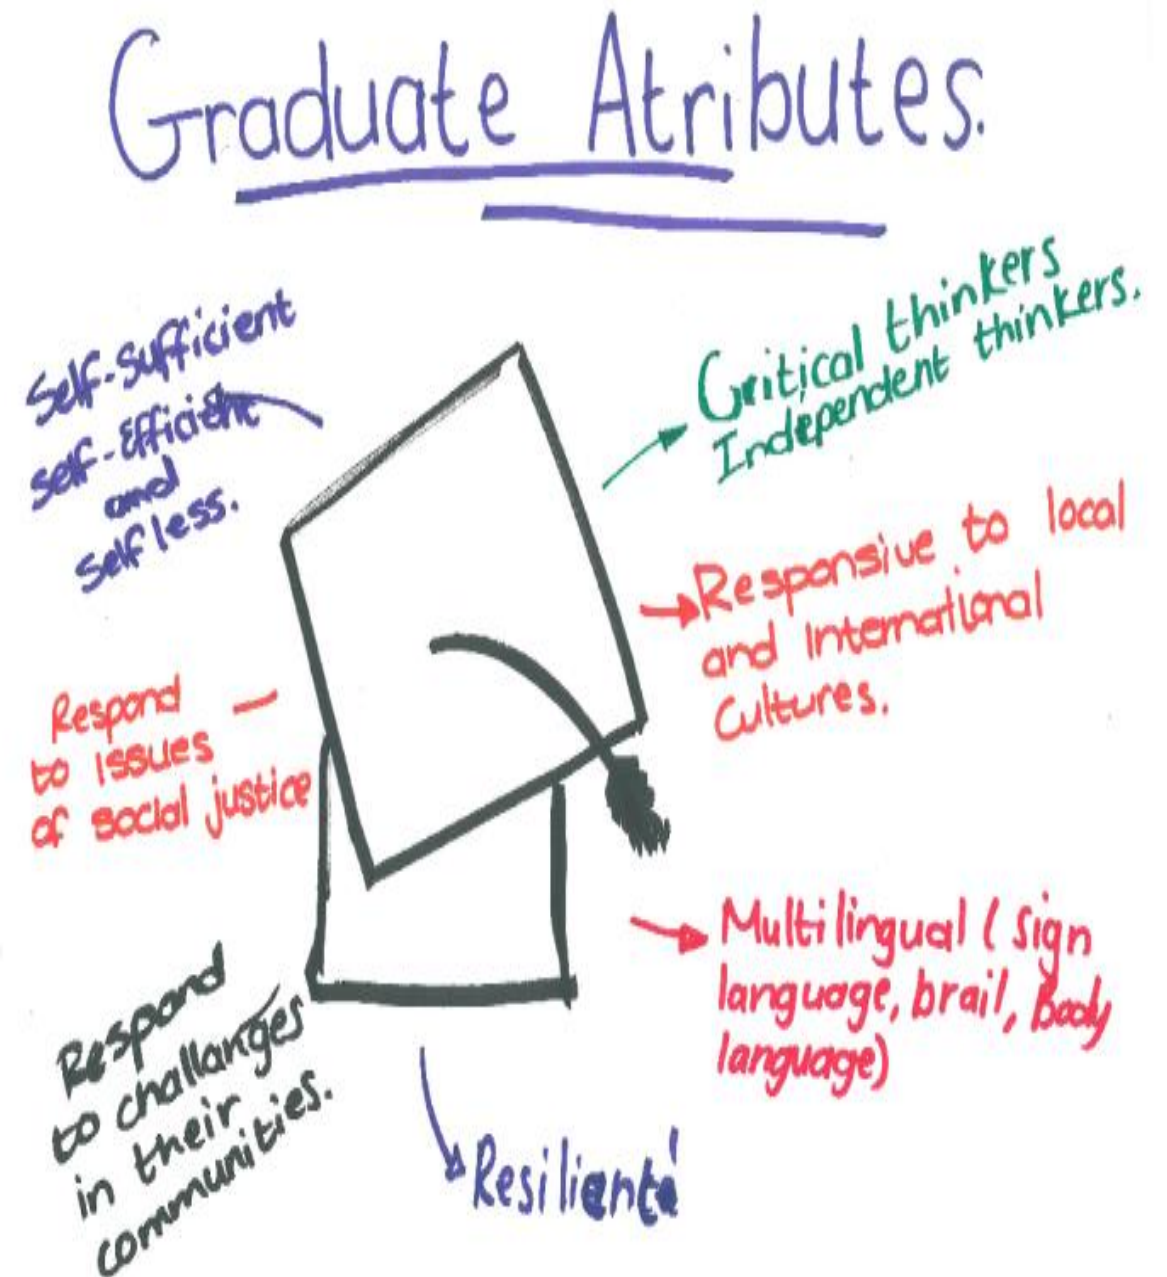 Graduate Atributes.
Self-Sufficient
Self-Efficient
and
Selfless.
Critical thinkers
Independent thinkers.
Responsive to local
and International
Cultures.
Respond
to issues
of social justice
Multilingual (sign
language, brail, Body
language)
Respond
to challanges
in their
communities.